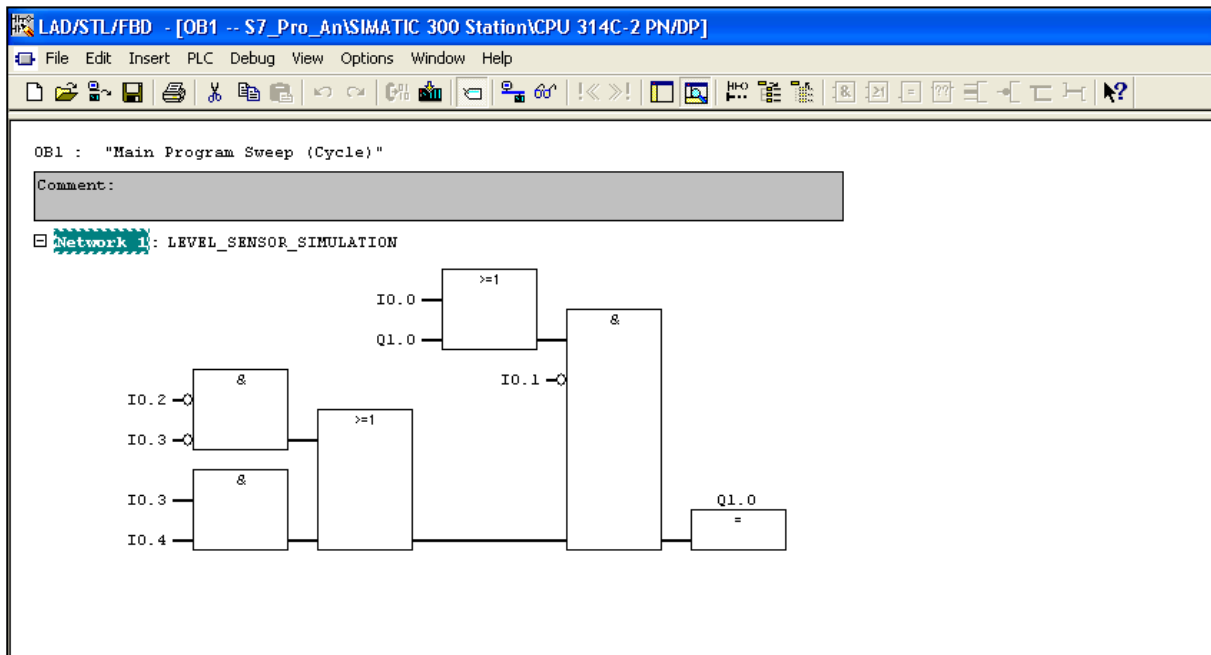 LAD/STL/FBD - [OB1 -- S7_Pro_An\SIMATIC 300 Station\CPU 314C-2 PN/DP]
File Edit Insert PLC Debug View Options Window Help
OB1 : "Main Program Sweep (Cycle)"
Comment:
Network 1: LEVEL_SENSOR_SIMULATION
>=1
I0.0
&
Q1.0
&
I0.1
I0.2
>=1
I0.3
&
I0.3
Q1.0
=
I0.4